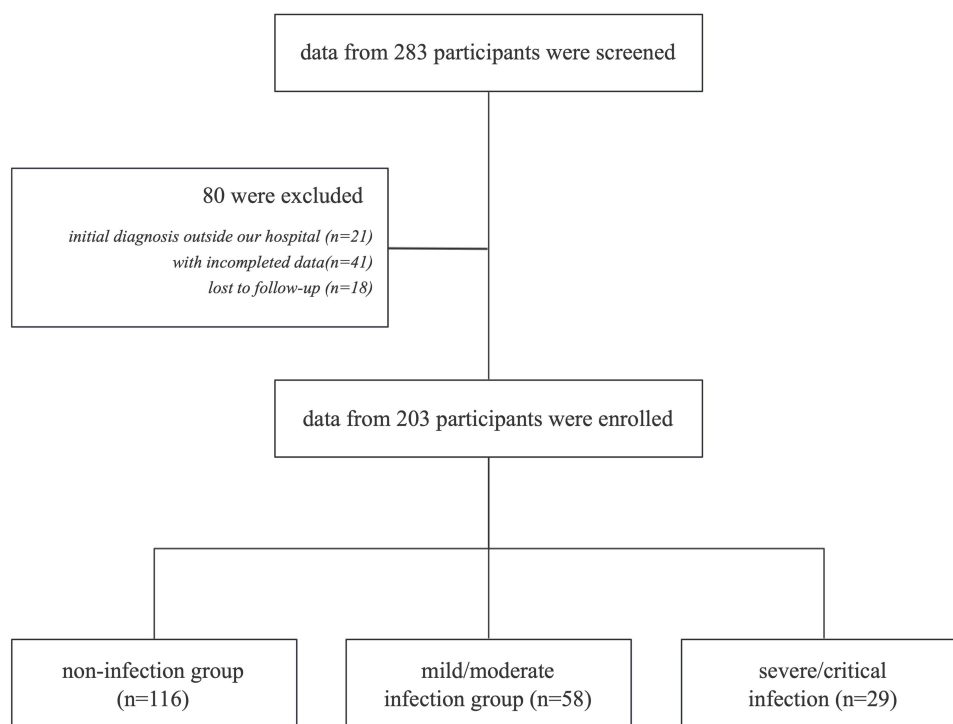 data from 283 participants were screened
80 were excluded
initial diagnosis outside our hospital (n=21)
with incompleted data(n=41)
lost to follow-up (n=18)
data from 203 participants were enrolled
non-infection group
(n=116)
mild/moderate
infection group (n=58)
severe/critical
infection (n=29)